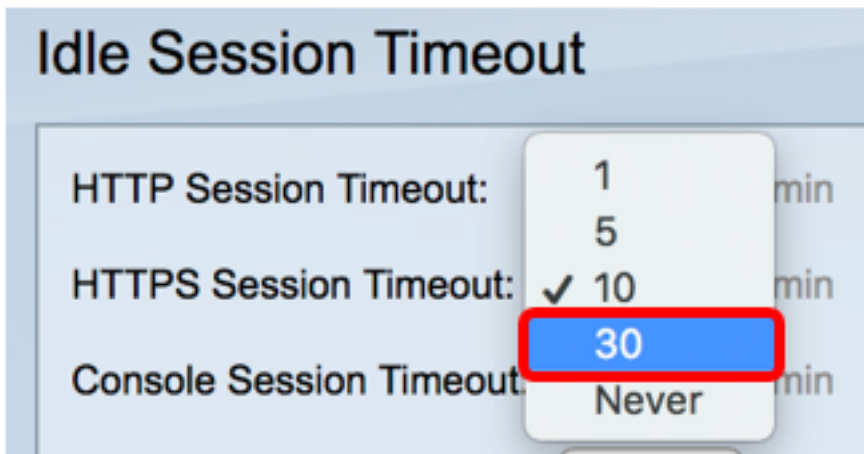 Idle Session Timeout
HTTP Session Timeout: 1 min
5
HTTPS Session Timeout: ✓ 10 min
30
Console Session Timeout: min
Never